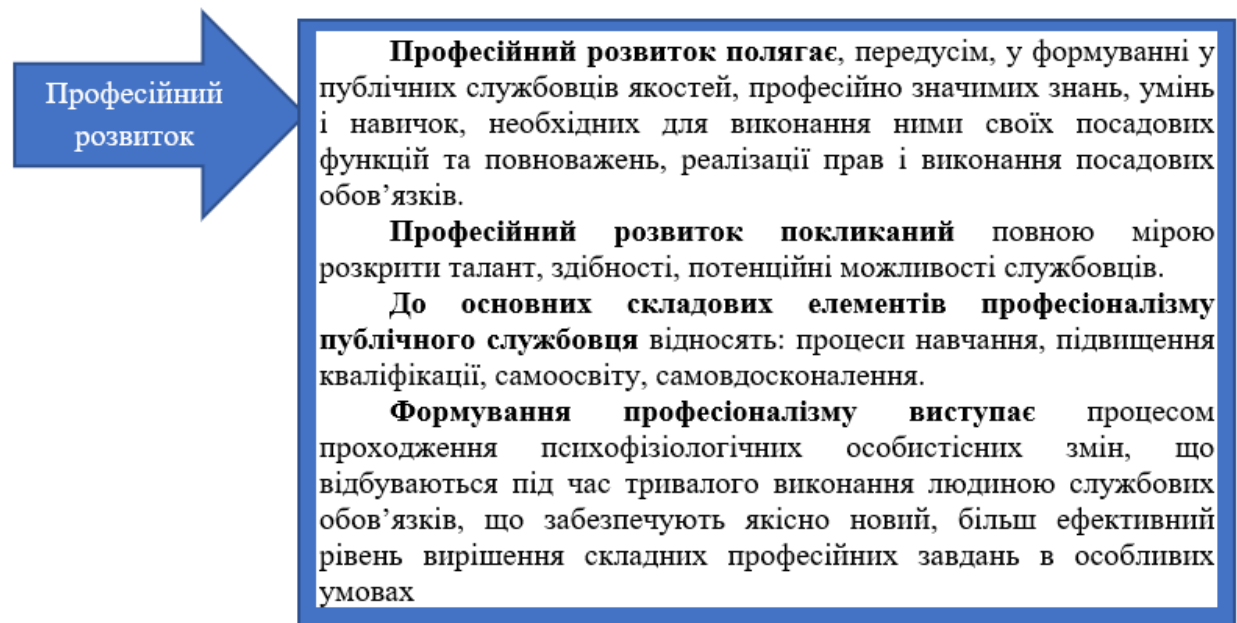 Професійний
розвиток
Професійний розвиток полягає, передусім, у формуванні у
публічних службовців якостей, професійно значимих знань, умінь
і навичок, необхідних для виконання ними своїх посадових
функцій та повноважень, реалізації прав і виконання посадових
обов’язків.
Професійний розвиток покликаний повною мірою
розкрити талант, здібності, потенційні можливості службовців.
До основних складових елементів професіоналізму
публічного службовця відносять: процеси навчання, підвищення
кваліфікації, самоосвіту, самовдосконалення.
Формування професіоналізму виступає процесом
проходження психофізіологічних особистісних змін, що
відбуваються під час тривалого виконання людиною службових
обов’язків, що забезпечують якісно новий, більш ефективний
рівень вирішення складних професійних завдань в особливих
умовах